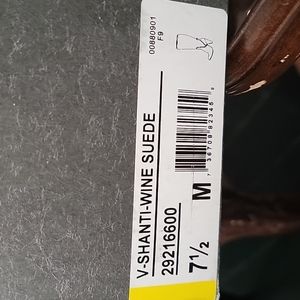 00880901
F9
V-SHANTI-WINE SUEDE
29216600
7½ M